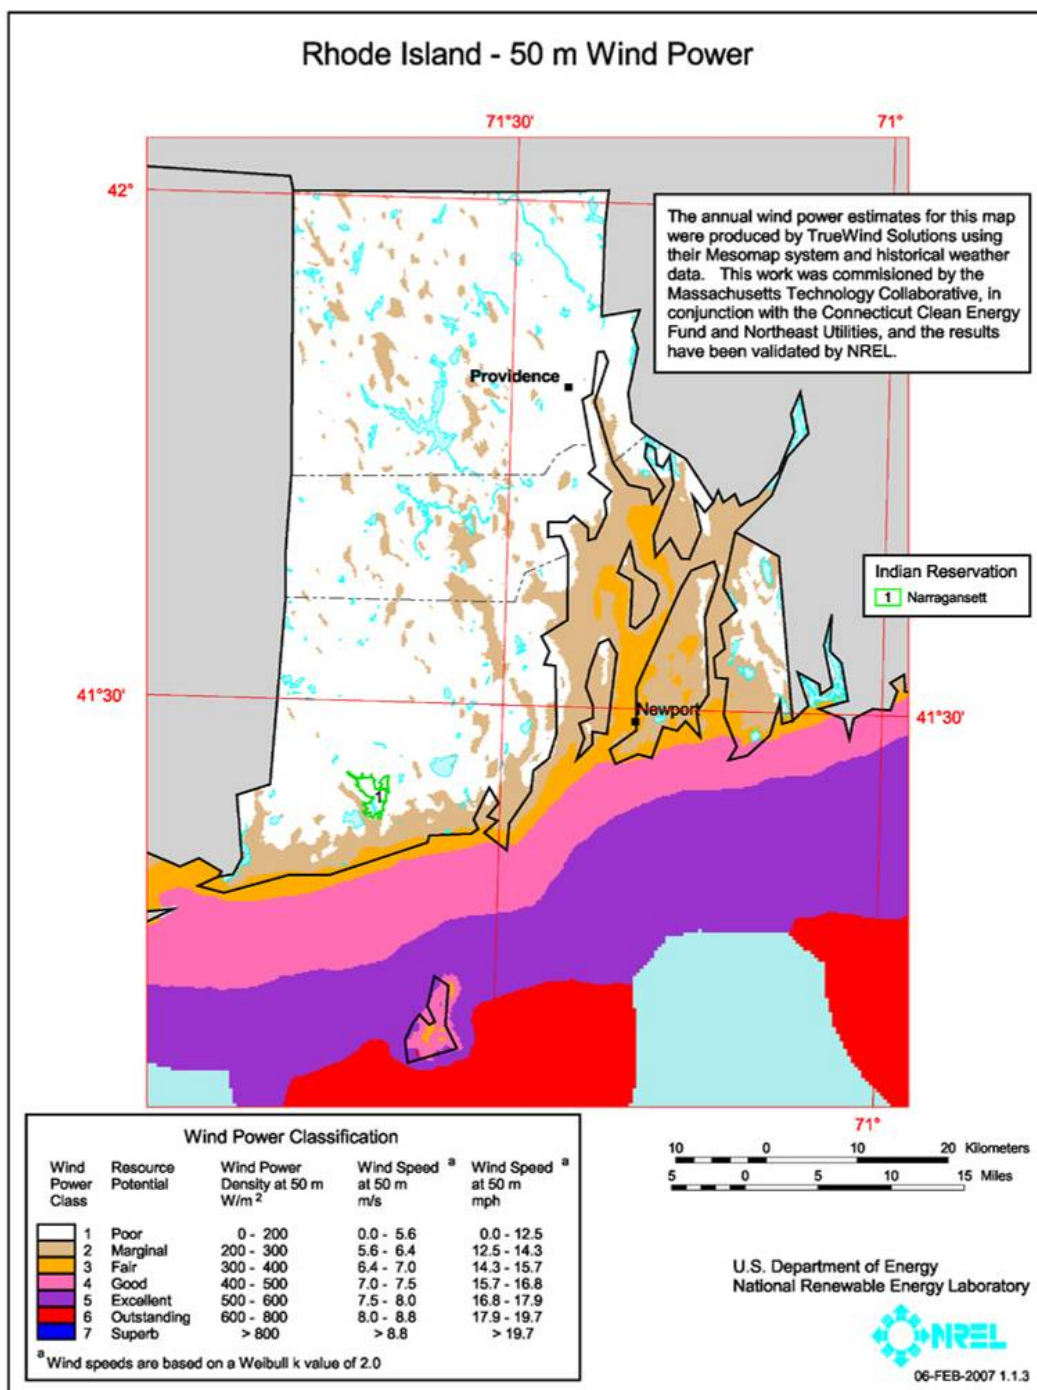 Rhode Island - 50 m Wind Power
71°30'
71°
42°
The annual wind power estimates for this map
were produced by TrueWind Solutions using
their Mesomap system and historical weather
data. This work was commisioned by the
Massachusetts Technology Collaborative, in
conjunction with the Connecticut Clean Energy
Fund and Northeast Utilities, and the results
have been validated by NREL.
Providence
Indian Reservation
1 Narragansett
41°30'
Newport
41°30'
1
71°
Wind Power Classification
Wind Power Class
Resource Potential
Wind Power Density at 50 m W/m 2
Wind Speed a at 50 m m/s
Wind Speed a at 50 m mph
1 Poor 0 - 200 0.0 - 5.6 0.0 - 12.5
2 Marginal 200 - 300 5.6 - 6.4 12.5 - 14.3
3 Fair 300 - 400 6.4 - 7.0 14.3 - 15.7
4 Good 400 - 500 7.0 - 7.5 15.7 - 16.8
5 Excellent 500 - 600 7.5 - 8.0 16.8 - 17.9
6 Outstanding 600 - 800 8.0 - 8.8 17.9 - 19.7
7 Superb > 800 > 8.8 > 19.7
a Wind speeds are based on a Weibull k value of 2.0
10 0 10 20 Kilometers
5 0 5 10 15 Miles
U.S. Department of Energy
National Renewable Energy Laboratory
NREL
06-FEB-2007 1.1.3